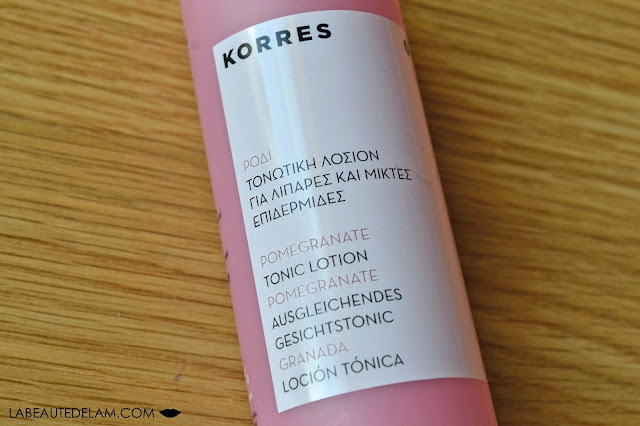 KORRES
ΡΟΔΙ
ΤΟΝΩΤΙΚΗ ΛΟΣΙΟΝ
ΓΙΑ ΛΙΠΑΡΕΣ ΚΑΙ ΜΙΚΤΕΣ
ΕΠΙΔΕΡΜΙΔΕΣ
POMEGRANATE
TONIC LOTION
POMEGRANATE
AUSGLEICHENDES
GESICHTSTONIC
GRANADA
LOCIÓN TÓNICA
LABEAUTEDELAM.COM